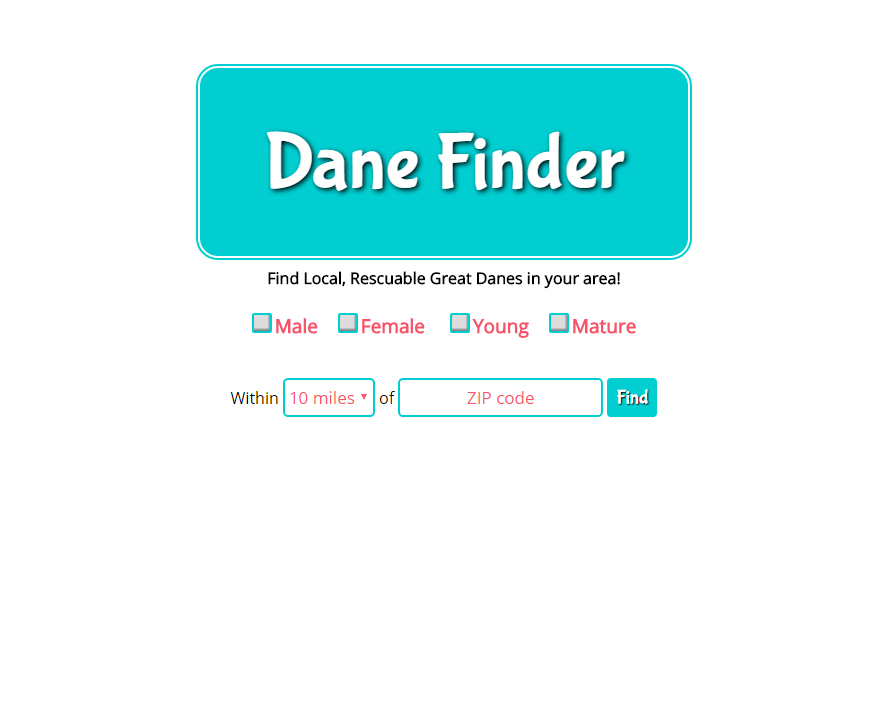 Dane Finder
Find Local, Rescuable Great Danes in your area!
Male Female Young Mature
Within 10 miles of ZIP code Find